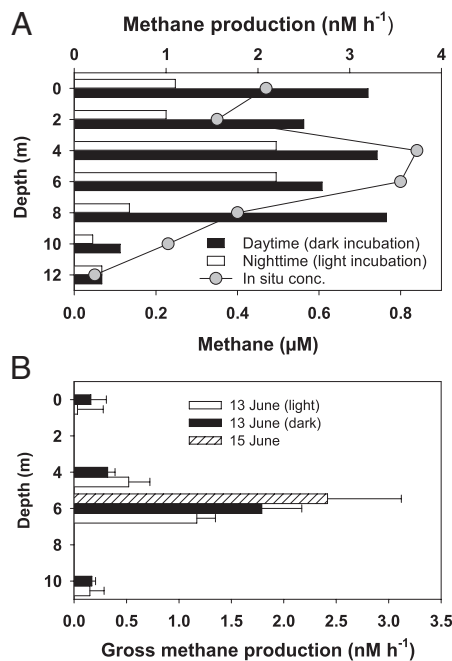 A
Methane production (nM h⁻¹)
0 1 2 3 4
0
2
4
6
8
10
12
Depth (m)
Daytime (dark incubation)
Nighttime (light incubation)
In situ conc.
0.0 0.2 0.4 0.6 0.8
Methane (µM)
B
0
2
4
6
8
10
Depth (m)
13 June (light)
13 June (dark)
15 June
0.0 0.5 1.0 1.5 2.0 2.5 3.0 3.5
Gross methane production (nM h⁻¹)